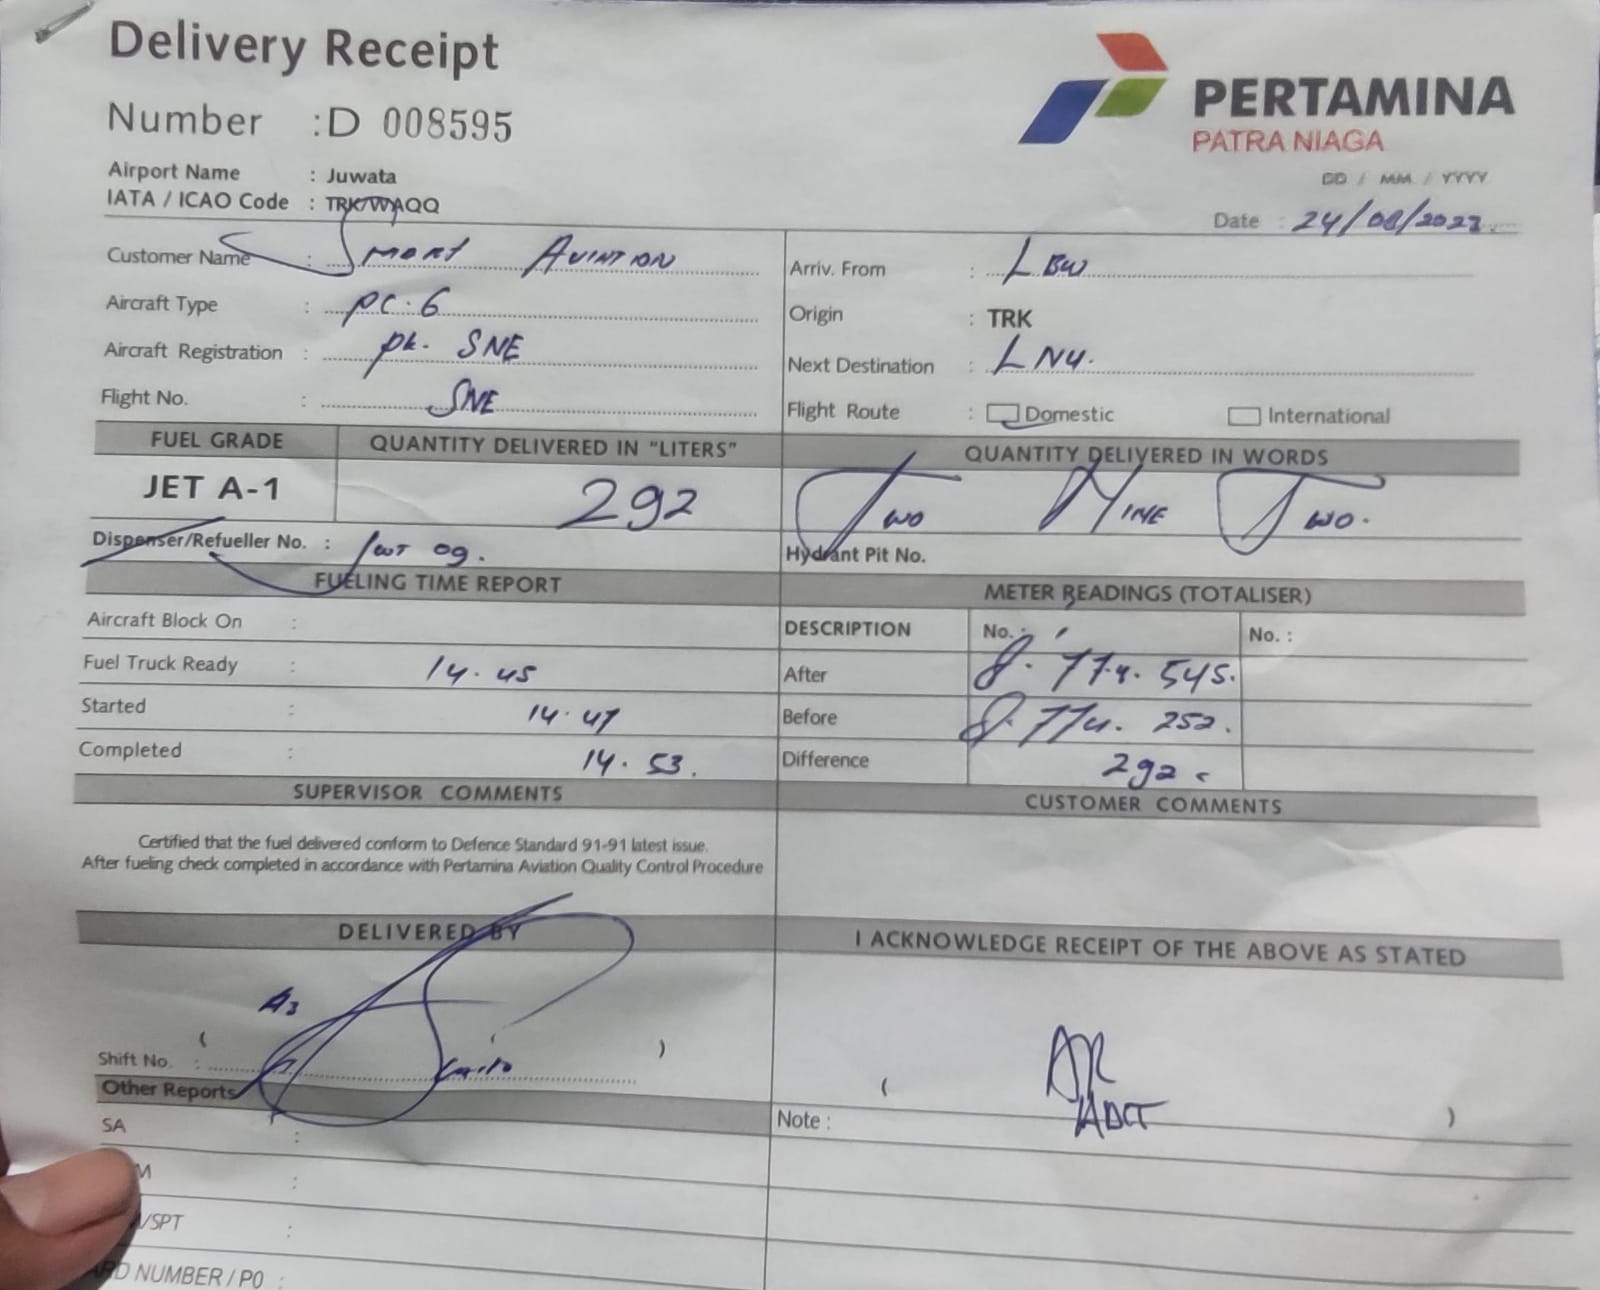 Delivery Receipt
Number : D 008595
PERTAMINA
PATRA NIAGA
Airport Name : Juwata
IATA / ICAO Code : TRK/WAQQ
DD / MM / YYYY
Date : 24/08/2023
Customer Name : Smart Aviation
Arriv. From : LBW
Aircraft Type : PC-6
Origin : TRK
Aircraft Registration : PK- SNE
Next Destination : LNU.
Flight No. : SNE
Flight Route : Domestic International
FUEL GRADE QUANTITY DELIVERED IN "LITERS" QUANTITY DELIVERED IN WORDS
JET A-1 292 Two Nine Two.
Dispenser/Refueller No. : 09. Hydrant Pit No.
FUELING TIME REPORT METER READINGS (TOTALISER)
Aircraft Block On : DESCRIPTION No. : No. :
Fuel Truck Ready : 14.45 After 545.
Started : 14.47 Before 8.774. 252.
Completed : 14.53. Difference 292
SUPERVISOR COMMENTS CUSTOMER COMMENTS
Certified that the fuel delivered conform to Defence Standard 91-91 latest issue.
After fueling check completed in accordance with Pertamina Aviation Quality Control Procedure
DELIVERED BY I ACKNOWLEDGE RECEIPT OF THE ABOVE AS STATED
( )
Shift No. :
( )
Other Reports
SA : Note :
M :
/SPT :
RD NUMBER / PO :